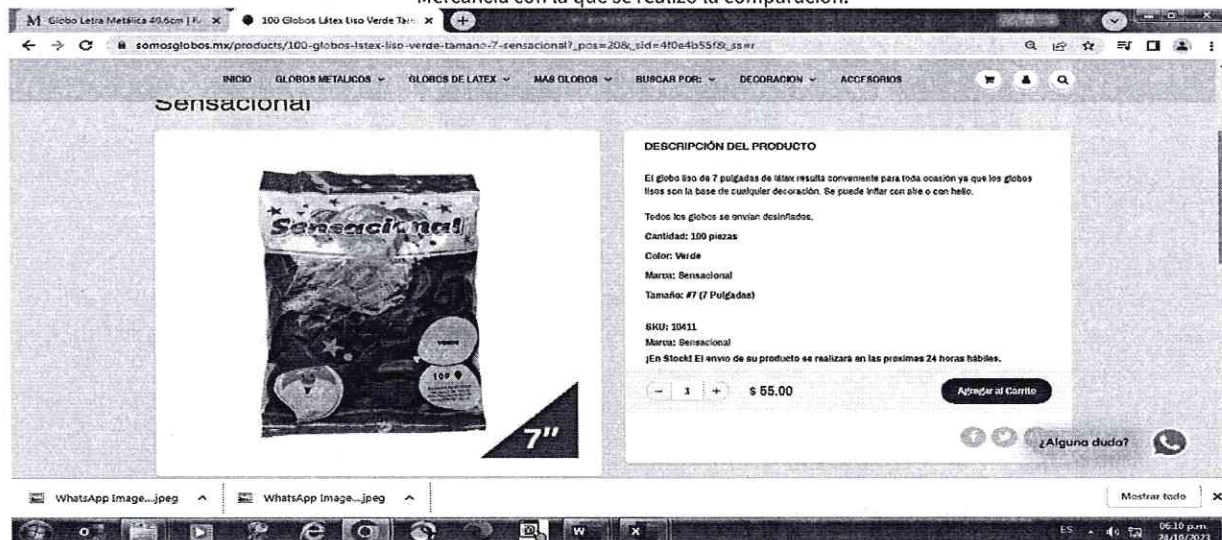 Mercancía con la que se realizó la comparación.
Globo Letra Metálica 40.6cm | F
100 Globos Látex Liso Verde Tam
somosglobos.mx/products/100-globos-latex-liso-verde-tamano-7-sensacional?_pos=20&_sid=4f0e4b55f&_ss=r
INICIO GLOBOS METALICOS GLOBOS DE LATEX MAS GLOBOS BUSCAR POR: DECORACION ACCESORIOS
Sensacional
DESCRIPCIÓN DEL PRODUCTO
El globo liso de 7 pulgadas de látex resulta conveniente para toda ocasión ya que los globos
lisos son la base de cualquier decoración. Se puede inflar con aire o con helio.
Todos los globos se envían desinflados.
Cantidad: 100 piezas
Color: Verde
Marca: Sensacional
Tamaño: #7 (7 Pulgadas)
SKU: 10411
Marca: Sensacional
¡En Stock! El envío de su producto se realizará en las proximas 24 horas hábiles.
- 1 + $ 55.00
Agregar al Carrito
Sensacional
VERDE
100
7"
¿Alguna duda?
WhatsApp Image...jpeg
WhatsApp Image...jpeg
Mostrar todo
ES
06:10 p.m.
24/10/2023